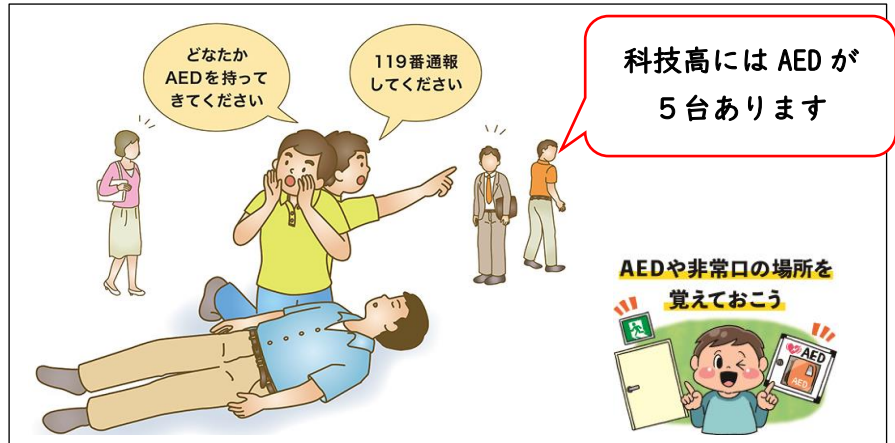 どなたか
AEDを持って
きてください
119番通報
してください
科技高には AED が
５台あります
AEDや非常口の場所を
覚えておこう
AED
AED